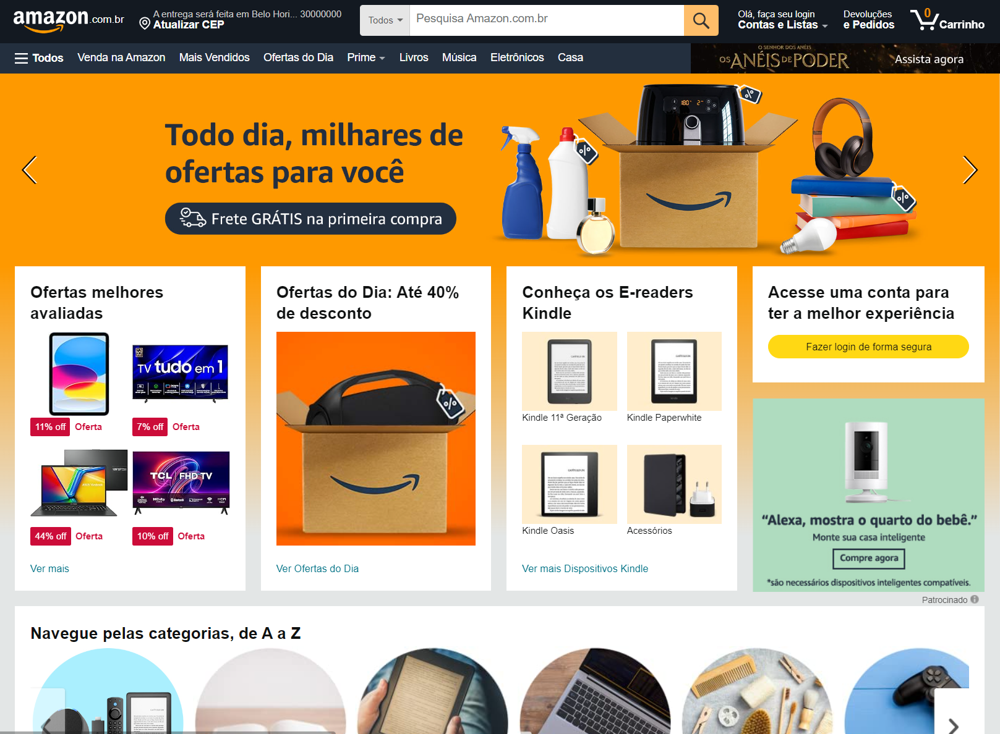 amazon.com.br
A entrega será feita em Belo Hori... 30000000
Atualizar CEP
Todos
Pesquisa Amazon.com.br
Olá, faça seu login
Contas e Listas
Devoluções
e Pedidos
0
Carrinho
Todos
Venda na Amazon
Mais Vendidos
Ofertas do Dia
Prime
Livros
Música
Eletrônicos
Casa
O SENHOR DOS ANÉIS
OS ANÉIS DE PODER
Assista agora
Todo dia, milhares de
ofertas para você
Frete GRÁTIS na primeira compra
180
%
%
%
Ofertas melhores
avaliadas
TV tudo em 1
11% off Oferta
7% off Oferta
TCL FHD TV
44% off Oferta
10% off Oferta
Ver mais
Ofertas do Dia: Até 40%
de desconto
%
Ver Ofertas do Dia
Conheça os E-readers
Kindle
Kindle 11ª Geração
Kindle Paperwhite
Kindle Oasis
Acessórios
Ver mais Dispositivos Kindle
Acesse uma conta para
ter a melhor experiência
Fazer login de forma segura
“Alexa, mostra o quarto do bebê.”
Monte sua casa inteligente
Compre agora
*são necessários dispositivos inteligentes compatíveis.
Patrocinado
Navegue pelas categorias, de A a Z